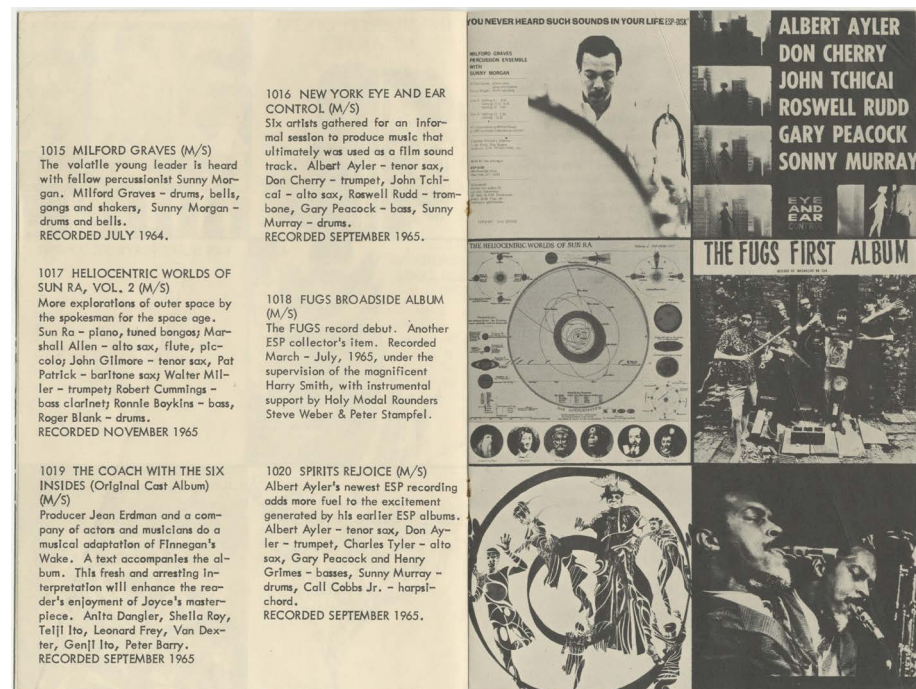 1015 MILFORD GRAVES (M/S)
The volatile young leader is heard
with fellow percussionist Sunny Mor-
gan. Milford Graves - drums, bells,
gongs and shakers, Sunny Morgan -
drums and bells.
RECORDED JULY 1964.
1016 NEW YORK EYE AND EAR
CONTROL (M/S)
Six artists gathered for an infor-
mal session to produce music that
ultimately was used as a film sound
track. Albert Ayler - tenor sax,
Don Cherry - trumpet, John Tchi-
cai - alto sax, Roswell Rudd - trom-
bone, Gary Peacock - bass, Sunny
Murray - drums.
RECORDED SEPTEMBER 1965.
1017 HELIOCENTRIC WORLDS OF
SUN RA, VOL. 2 (M/S)
More explorations of outer space by
the spokesman for the space age.
Sun Ra - piano, tuned bongos; Mar-
shall Allen - alto sax, flute, pic-
colo; John Gilmore - tenor sax, Pat
Patrick - baritone sax; Walter Mil-
ler - trumpet; Robert Cummings -
bass clarinet; Ronnie Boykins - bass,
Roger Blank - drums.
RECORDED NOVEMBER 1965
1018 FUGS BROADSIDE ALBUM
(M/S)
The FUGS record debut. Another
ESP collector's item. Recorded
March - July, 1965, under the
supervision of the magnificent
Harry Smith, with instrumental
support by Holy Modal Rounders
Steve Weber & Peter Stampfel.
1019 THE COACH WITH THE SIX
INSIDES (Original Cast Album)
(M/S)
Producer Jean Erdman and a com-
pany of actors and musicians do a
musical adaptation of Finnegan's
Wake. A text accompanies the al-
bum. This fresh and arresting in-
terpretation will enhance the rea-
der's enjoyment of Joyce's master-
piece. Anita Dangler, Sheila Roy,
Teiji Ito, Leonard Frey, Van Dex-
ter, Genji Ito, Peter Barry.
RECORDED SEPTEMBER 1965
1020 SPIRITS REJOICE (M/S)
Albert Ayler's newest ESP recording
adds more fuel to the excitement
generated by his earlier ESP albums.
Albert Ayler - tenor sax, Don Ay-
ler - trumpet, Charles Tyler - alto
sax, Gary Peacock and Henry
Grimes - basses, Sunny Murray -
drums, Call Cobbs Jr. - harpsi-
chord.
RECORDED SEPTEMBER 1965.
YOU NEVER HEARD SUCH SOUNDS IN YOUR LIFE ESP-DISK'
MILFORD GRAVES
PERCUSSION ENSEMBLE
WITH
SUNNY MORGAN
ALBERT AYLER
DON CHERRY
JOHN TCHICAI
ROSWELL RUDD
GARY PEACOCK
SONNY MURRAY
EYE
AND
EAR
CONTROL
THE HELIOCENTRIC WORLDS OF SUN RA
THE FUGS FIRST ALBUM